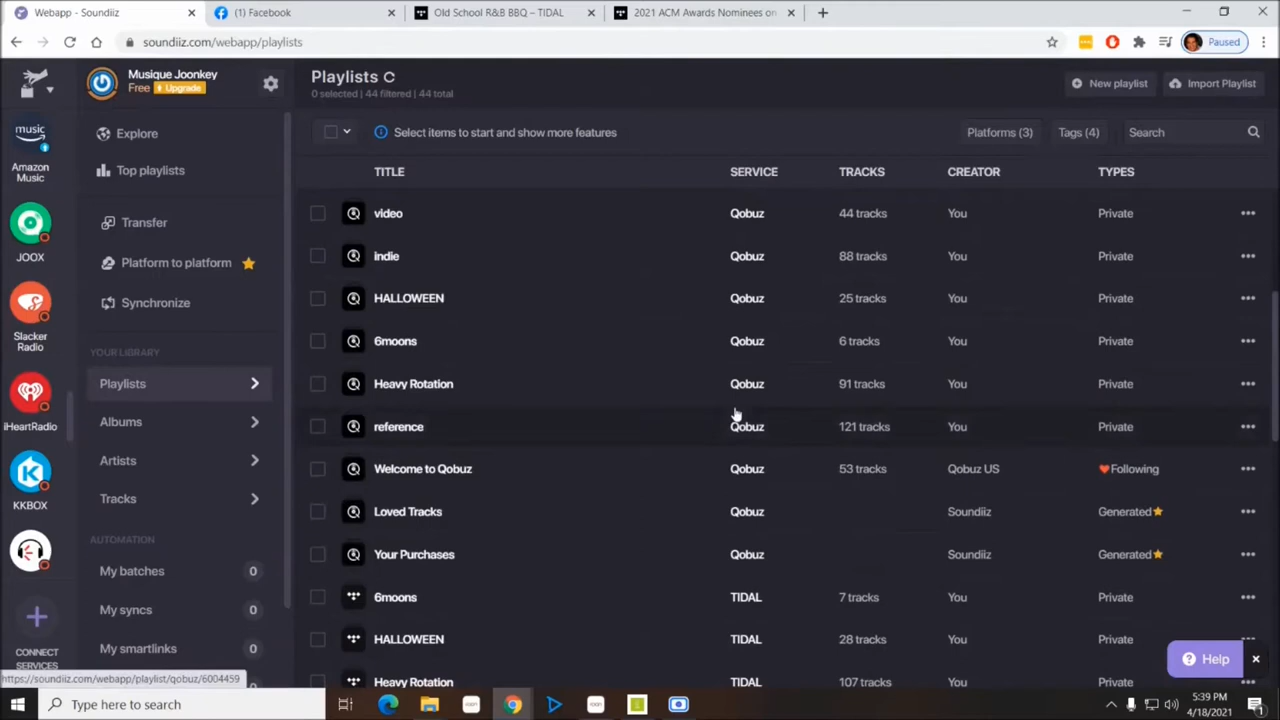 Webapp - Soundiiz
(1) Facebook
Old School R&B BBQ – TIDAL
2021 ACM Awards Nominees on
soundiiz.com/webapp/playlists
Paused
Musique Joonkey
Free Upgrade
Playlists
0 selected | 44 filtered | 44 total
New playlist
Import Playlist
Select items to start and show more features
Platforms (3)
Tags (4)
Search
music
Amazon
Music
JOOX
Slacker
Radio
iHeartRadio
KKBOX
CONNECT
SERVICES
Explore
Top playlists
Transfer
Platform to platform
Synchronize
YOUR LIBRARY
Playlists
Albums
Artists
Tracks
AUTOMATION
My batches 0
My syncs 0
My smartlinks 0
TITLE SERVICE TRACKS CREATOR TYPES
video Qobuz 44 tracks You Private
indie Qobuz 88 tracks You Private
HALLOWEEN Qobuz 25 tracks You Private
6moons Qobuz 6 tracks You Private
Heavy Rotation Qobuz 91 tracks You Private
reference Qobuz 121 tracks You Private
Welcome to Qobuz Qobuz 53 tracks Qobuz US Following
Loved Tracks Qobuz Soundiiz Generated
Your Purchases Qobuz Soundiiz Generated
6moons TIDAL 7 tracks You Private
HALLOWEEN TIDAL 28 tracks You Private
Heavy Rotation TIDAL 107 tracks You Private
Help
https://soundiiz.com/webapp/playlist/qobuz/6004459
Type here to search
5:39 PM
4/18/2021